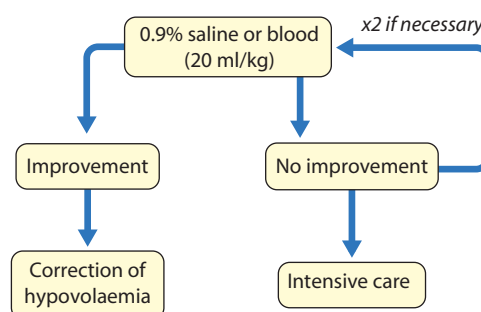 0.9% saline or blood
(20 ml/kg)
x2 if necessary
Improvement
No improvement
Correction of
hypovolaemia
Intensive care